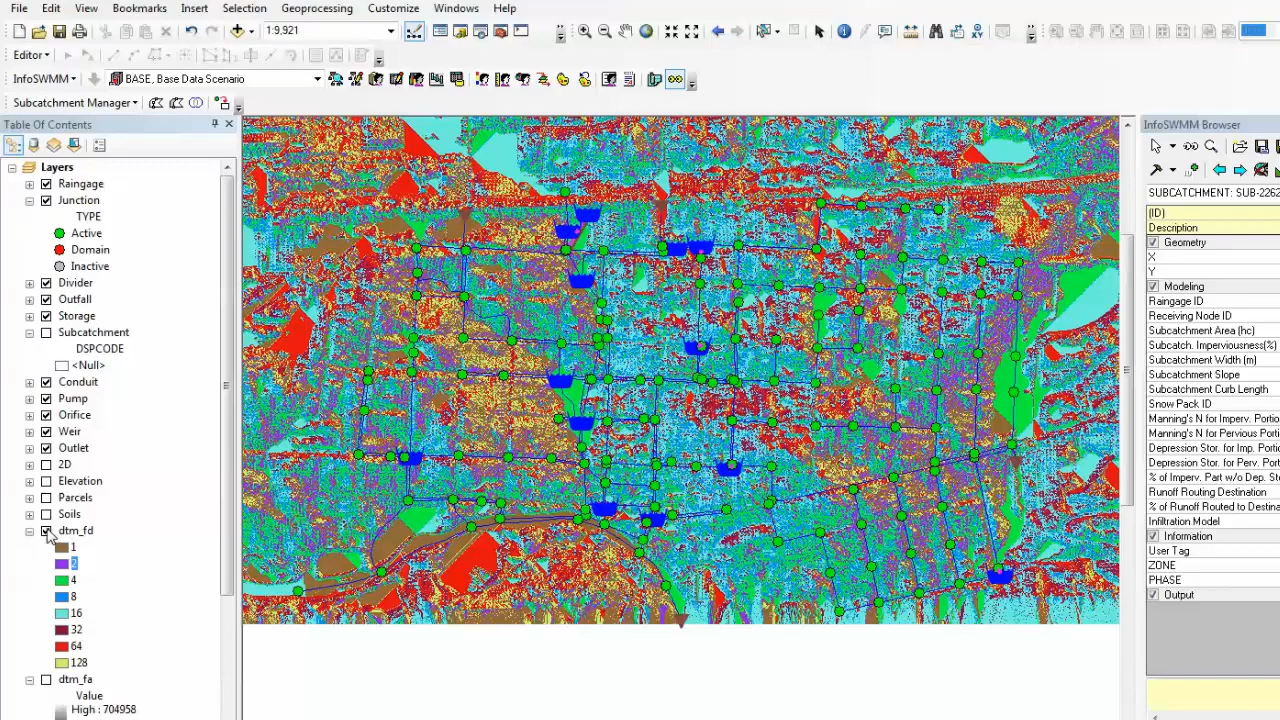 File Edit View Bookmarks Insert Selection Geoprocessing Customize Windows Help
1:9,921
Editor
InfoSWMM BASE, Base Data Scenario
Subcatchment Manager
Table Of Contents
Layers
Raingage
Junction
TYPE
Active
Domain
Inactive
Divider
Outfall
Storage
Subcatchment
DSPCODE
<Null>
Conduit
Pump
Orifice
Weir
Outlet
2D
Elevation
Parcels
Soils
dtm_fd
1
2
4
8
16
32
64
128
dtm_fa
Value
High : 704958
InfoSWMM Browser
SUBCATCHMENT: SUB-226
(ID)
Description
Geometry
X
Y
Modeling
Raingage ID
Receiving Node ID
Subcatchment Area (hc)
Subcatch. Imperviousness(%)
Subcatchment Width (m)
Subcatchment Slope
Subcatchment Curb Length
Snow Pack ID
Manning's N for Imperv. Portio
Manning's N for Pervious Portio
Depression Stor. for Imp. Porti
Depression Stor. for Perv. Port
% of Imperv. Part w/o Dep. St
Runoff Routing Destination
% of Runoff Routed to Destina
Infiltration Model
Information
User Tag
ZONE
PHASE
Output